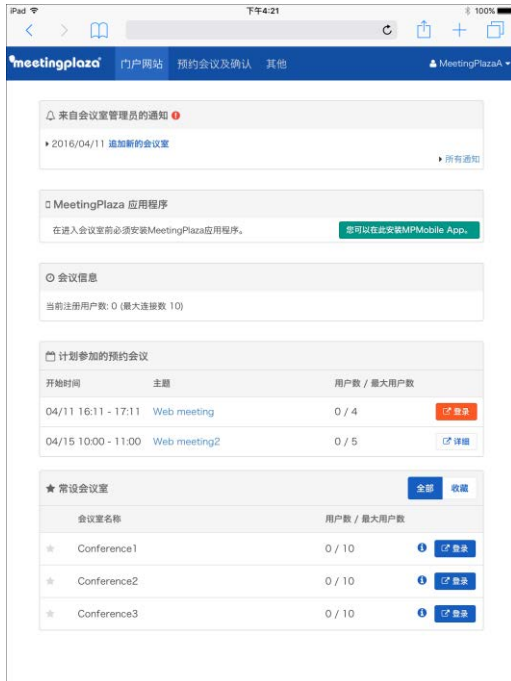 iPad 下午4:21 100%
meetingplaza 门户网站 预约会议及确认 其他 MeetingPlazaA
来自会议室管理员的通知
2016/04/11 追加新的会议室
所有通知
MeetingPlaza 应用程序
在进入会议室前必须安装MeetingPlaza应用程序。 您可以在此安装MPMobile App。
会议信息
当前注册用户数: 0 (最大连接数 10)
计划参加的预约会议
开始时间 主题 用户数 / 最大用户数
04/11 16:11 - 17:11 Web meeting 0 / 4 登录
04/15 10:00 - 11:00 Web meeting2 0 / 5 详细
常设会议室 全部 收藏
会议室名称 用户数 / 最大用户数
Conference1 0 / 10 登录
Conference2 0 / 10 登录
Conference3 0 / 10 登录